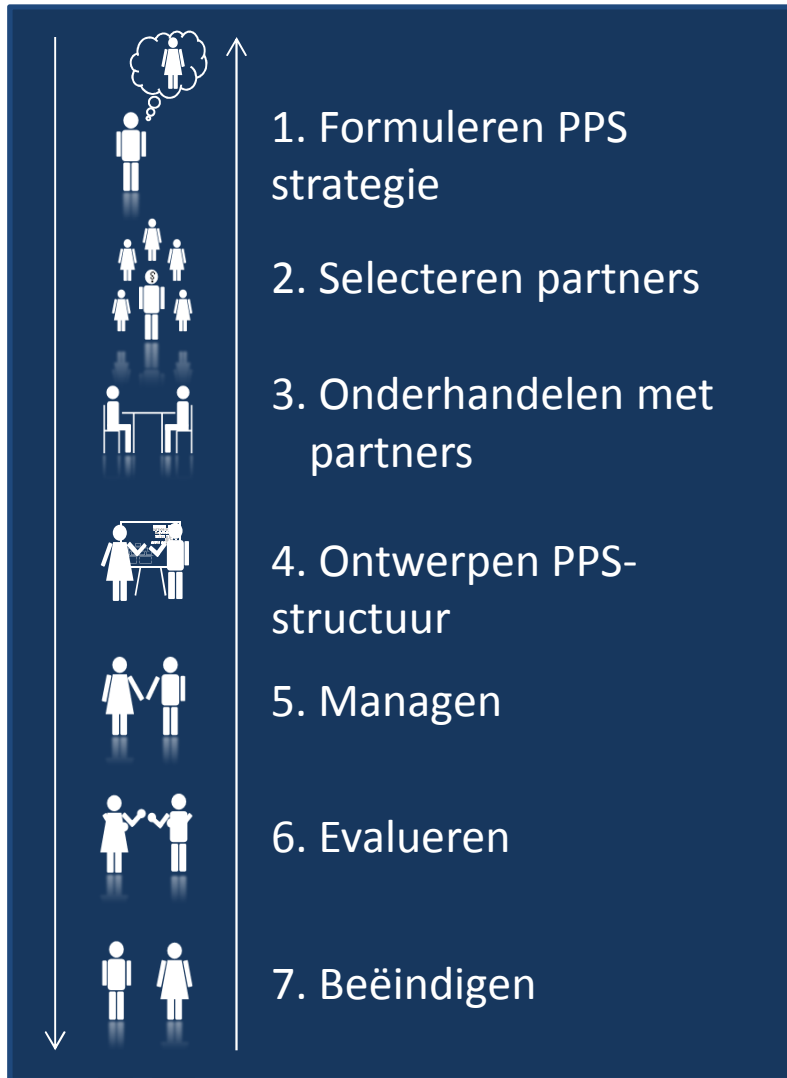 1. Formuleren PPS
strategie
2. Selecteren partners
3. Onderhandelen met
partners
4. Ontwerpen PPS-
structuur
5. Managen
6. Evalueren
7. Beëindigen